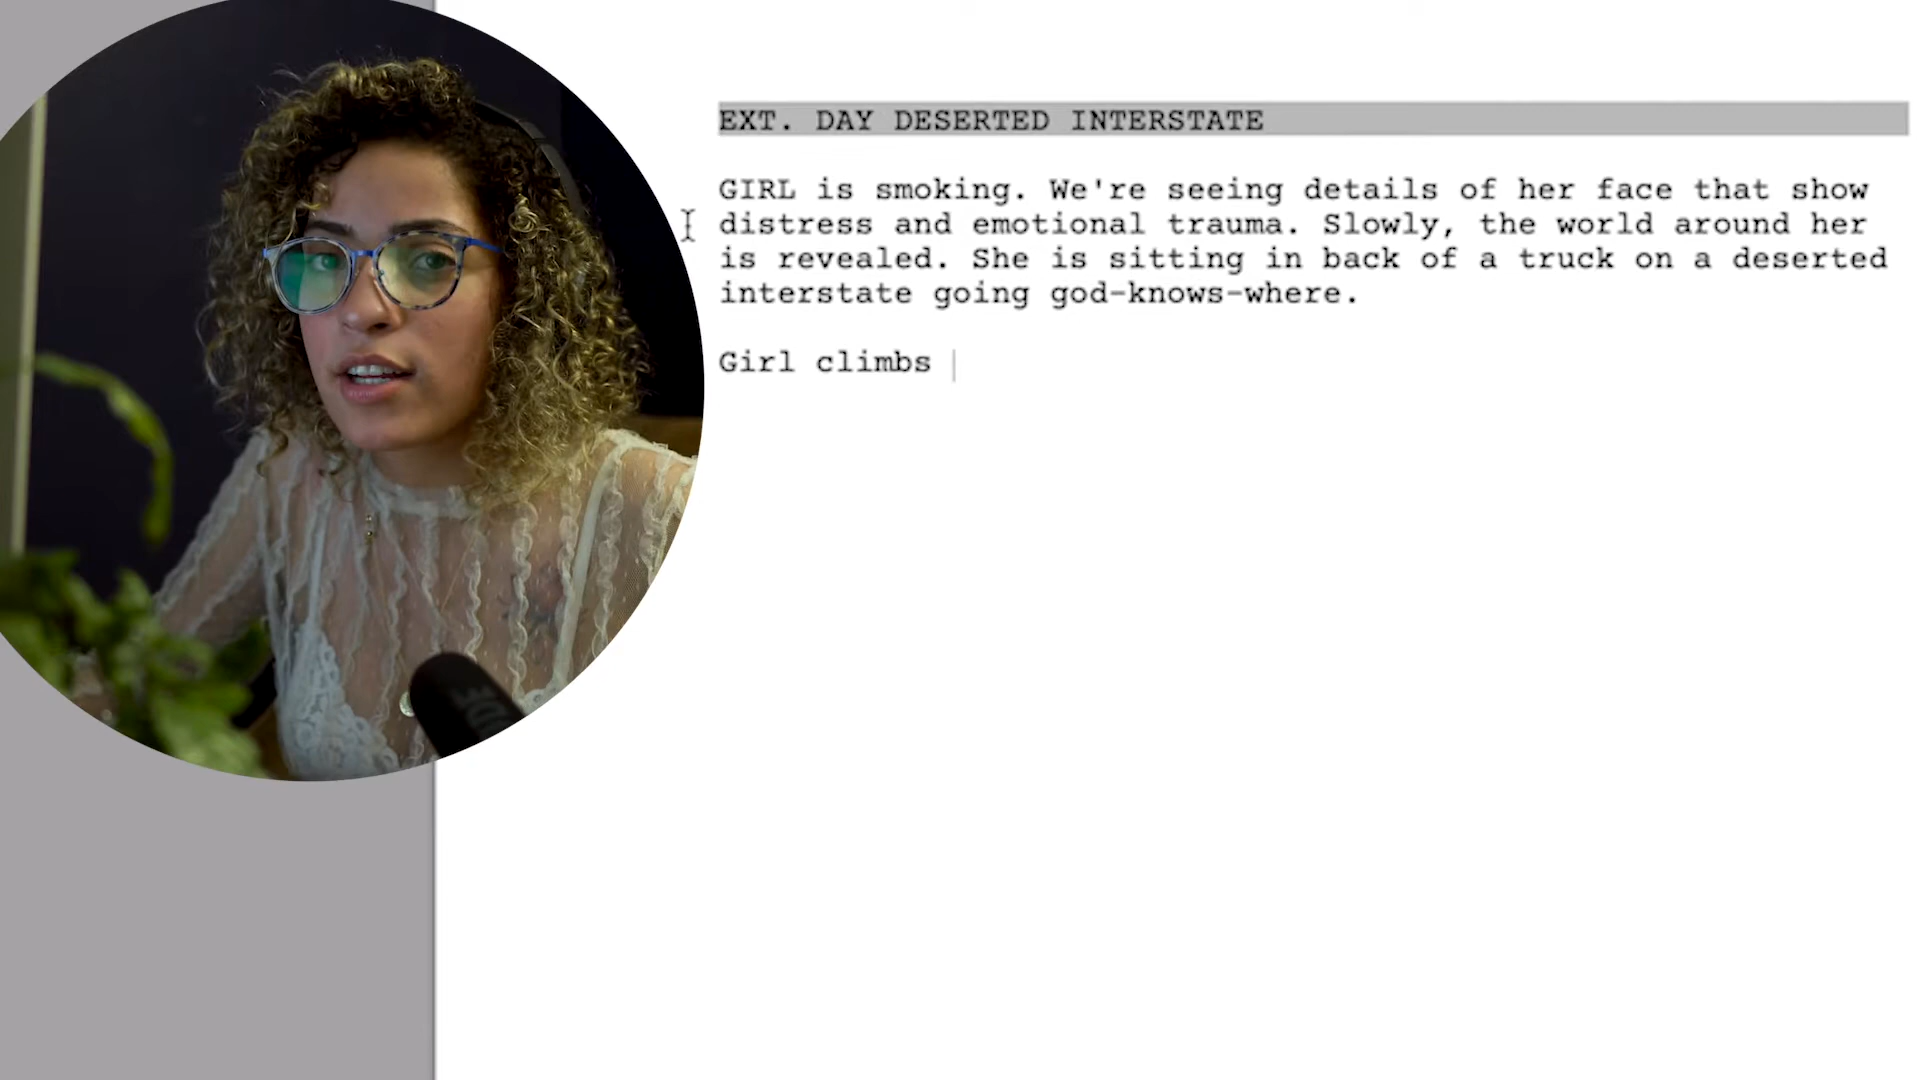 EXT. DAY DESERTED INTERSTATE
GIRL is smoking. We're seeing details of her face that show
distress and emotional trauma. Slowly, the world around her
is revealed. She is sitting in back of a truck on a deserted
interstate going god-knows-where.
Girl climbs